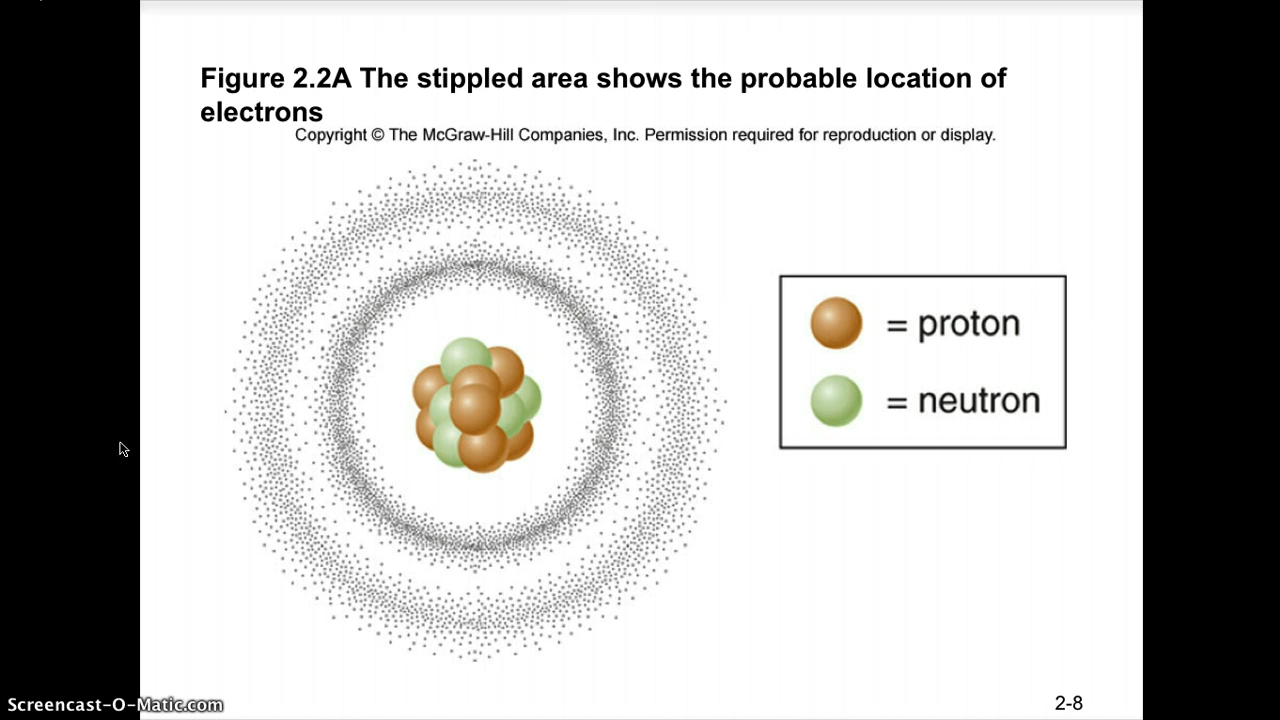 Figure 2.2A The stippled area shows the probable location of
electrons
Copyright © The McGraw-Hill Companies, Inc. Permission required for reproduction or display.
= proton
= neutron
Screencast-O-Matic.com
2-8